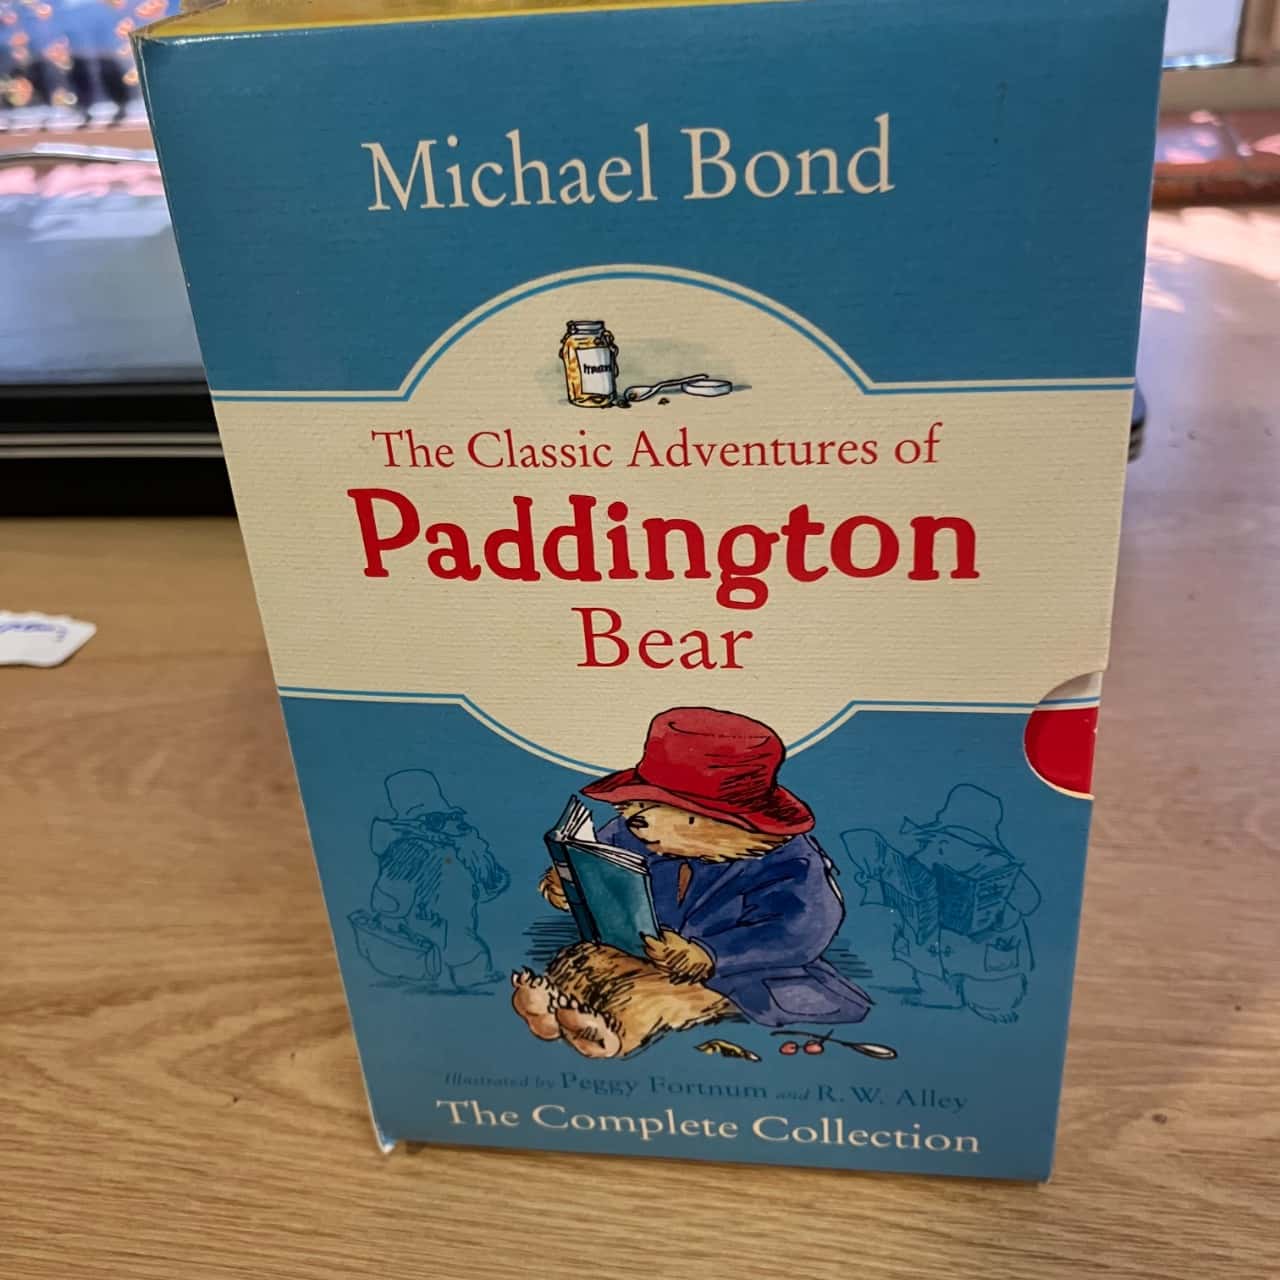 Michael Bond
The Classic Adventures of
Paddington
Bear
Illustrated by Peggy Fortnum and R. W. Alley
The Complete Collection